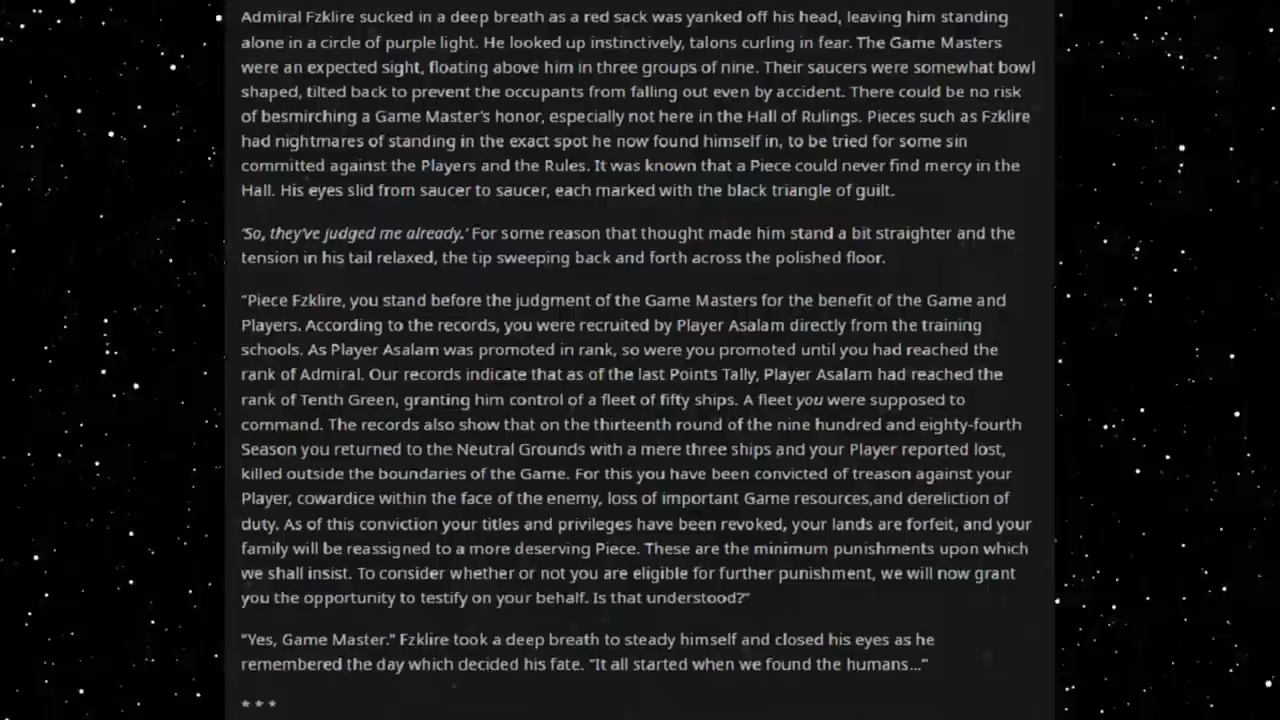 Admiral Fzklire sucked in a deep breath as a red sack was yanked off his head, leaving him standing
alone in a circle of purple light. He looked up instinctively, talons curling in fear. The Game Masters
were an expected sight, floating above him in three groups of nine. Their saucers were somewhat bowl
shaped, tilted back to prevent the occupants from falling out even by accident. There could be no risk
of besmirching a Game Master’s honor, especially not here in the Hall of Rulings. Pieces such as Fzklire
had nightmares of standing in the exact spot he now found himself in, to be tried for some sin
committed against the Players and the Rules. It was known that a Piece could never find mercy in the
Hall. His eyes slid from saucer to saucer, each marked with the black triangle of guilt.
‘So, they’ve judged me already.’ For some reason that thought made him stand a bit straighter and the
tension in his tail relaxed, the tip sweeping back and forth across the polished floor.
“Piece Fzklire, you stand before the judgment of the Game Masters for the benefit of the Game and
Players. According to the records, you were recruited by Player Asalam directly from the training
schools. As Player Asalam was promoted in rank, so were you promoted until you had reached the
rank of Admiral. Our records indicate that as of the last Points Tally, Player Asalam had reached the
rank of Tenth Green, granting him control of a fleet of fifty ships. A fleet you were supposed to
command. The records also show that on the thirteenth round of the nine hundred and eighty-fourth
Season you returned to the Neutral Grounds with a mere three ships and your Player reported lost,
killed outside the boundaries of the Game. For this you have been convicted of treason against your
Player, cowardice within the face of the enemy, loss of important Game resources,and dereliction of
duty. As of this conviction your titles and privileges have been revoked, your lands are forfeit, and your
family will be reassigned to a more deserving Piece. These are the minimum punishments upon which
we shall insist. To consider whether or not you are eligible for further punishment, we will now grant
you the opportunity to testify on your behalf. Is that understood?”
“Yes, Game Master.” Fzklire took a deep breath to steady himself and closed his eyes as he
remembered the day which decided his fate. “It all started when we found the humans…”
* * *